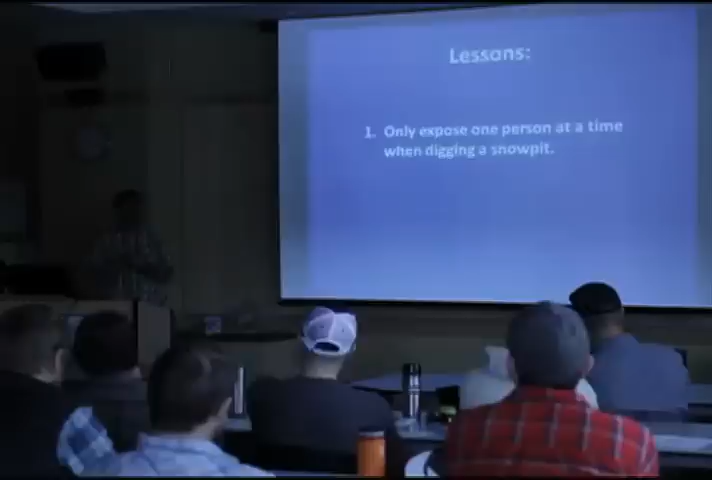 Lessons:
1. Only expose one person at a time
when digging a snowpit.